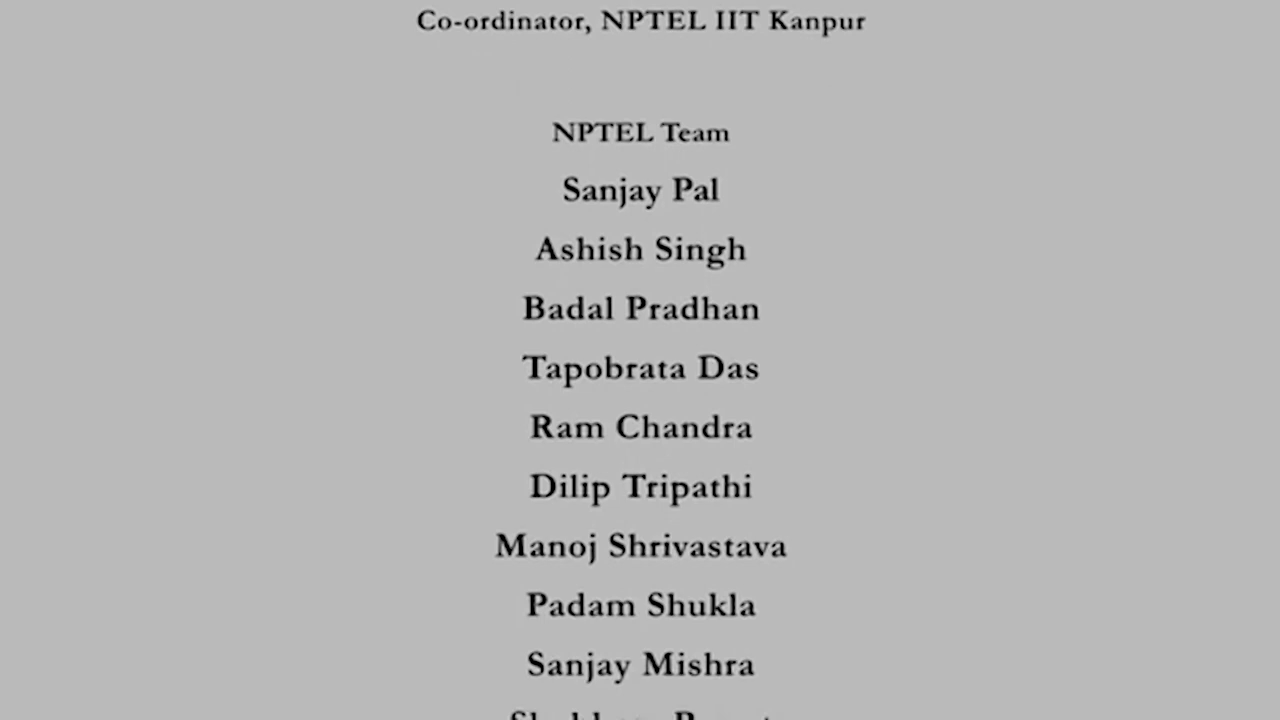 Co-ordinator, NPTEL IIT Kanpur
NPTEL Team
Sanjay Pal
Ashish Singh
Badal Pradhan
Tapobrata Das
Ram Chandra
Dilip Tripathi
Manoj Shrivastava
Padam Shukla
Sanjay Mishra